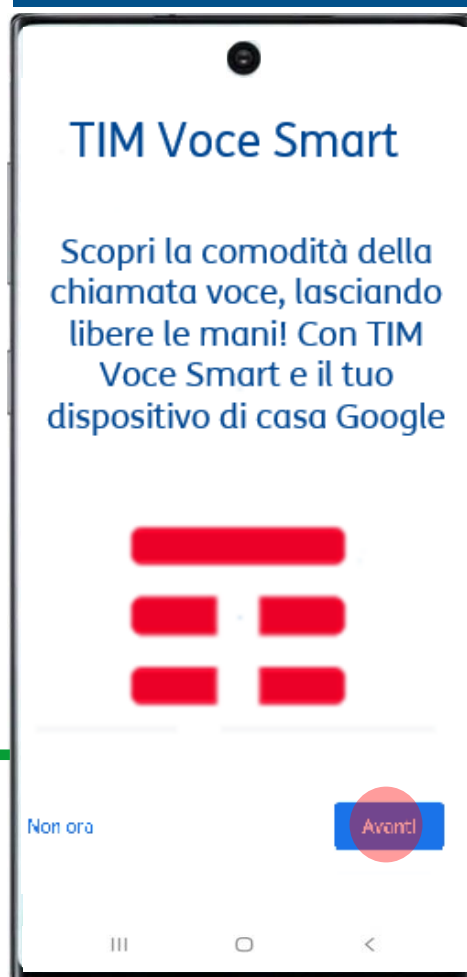 TIM Voce Smart
Scopri la comodità della
chiamata voce, lasciando
libere le mani! Con TIM
Voce Smart e il tuo
dispositivo di casa Google
Non ora
Avanti